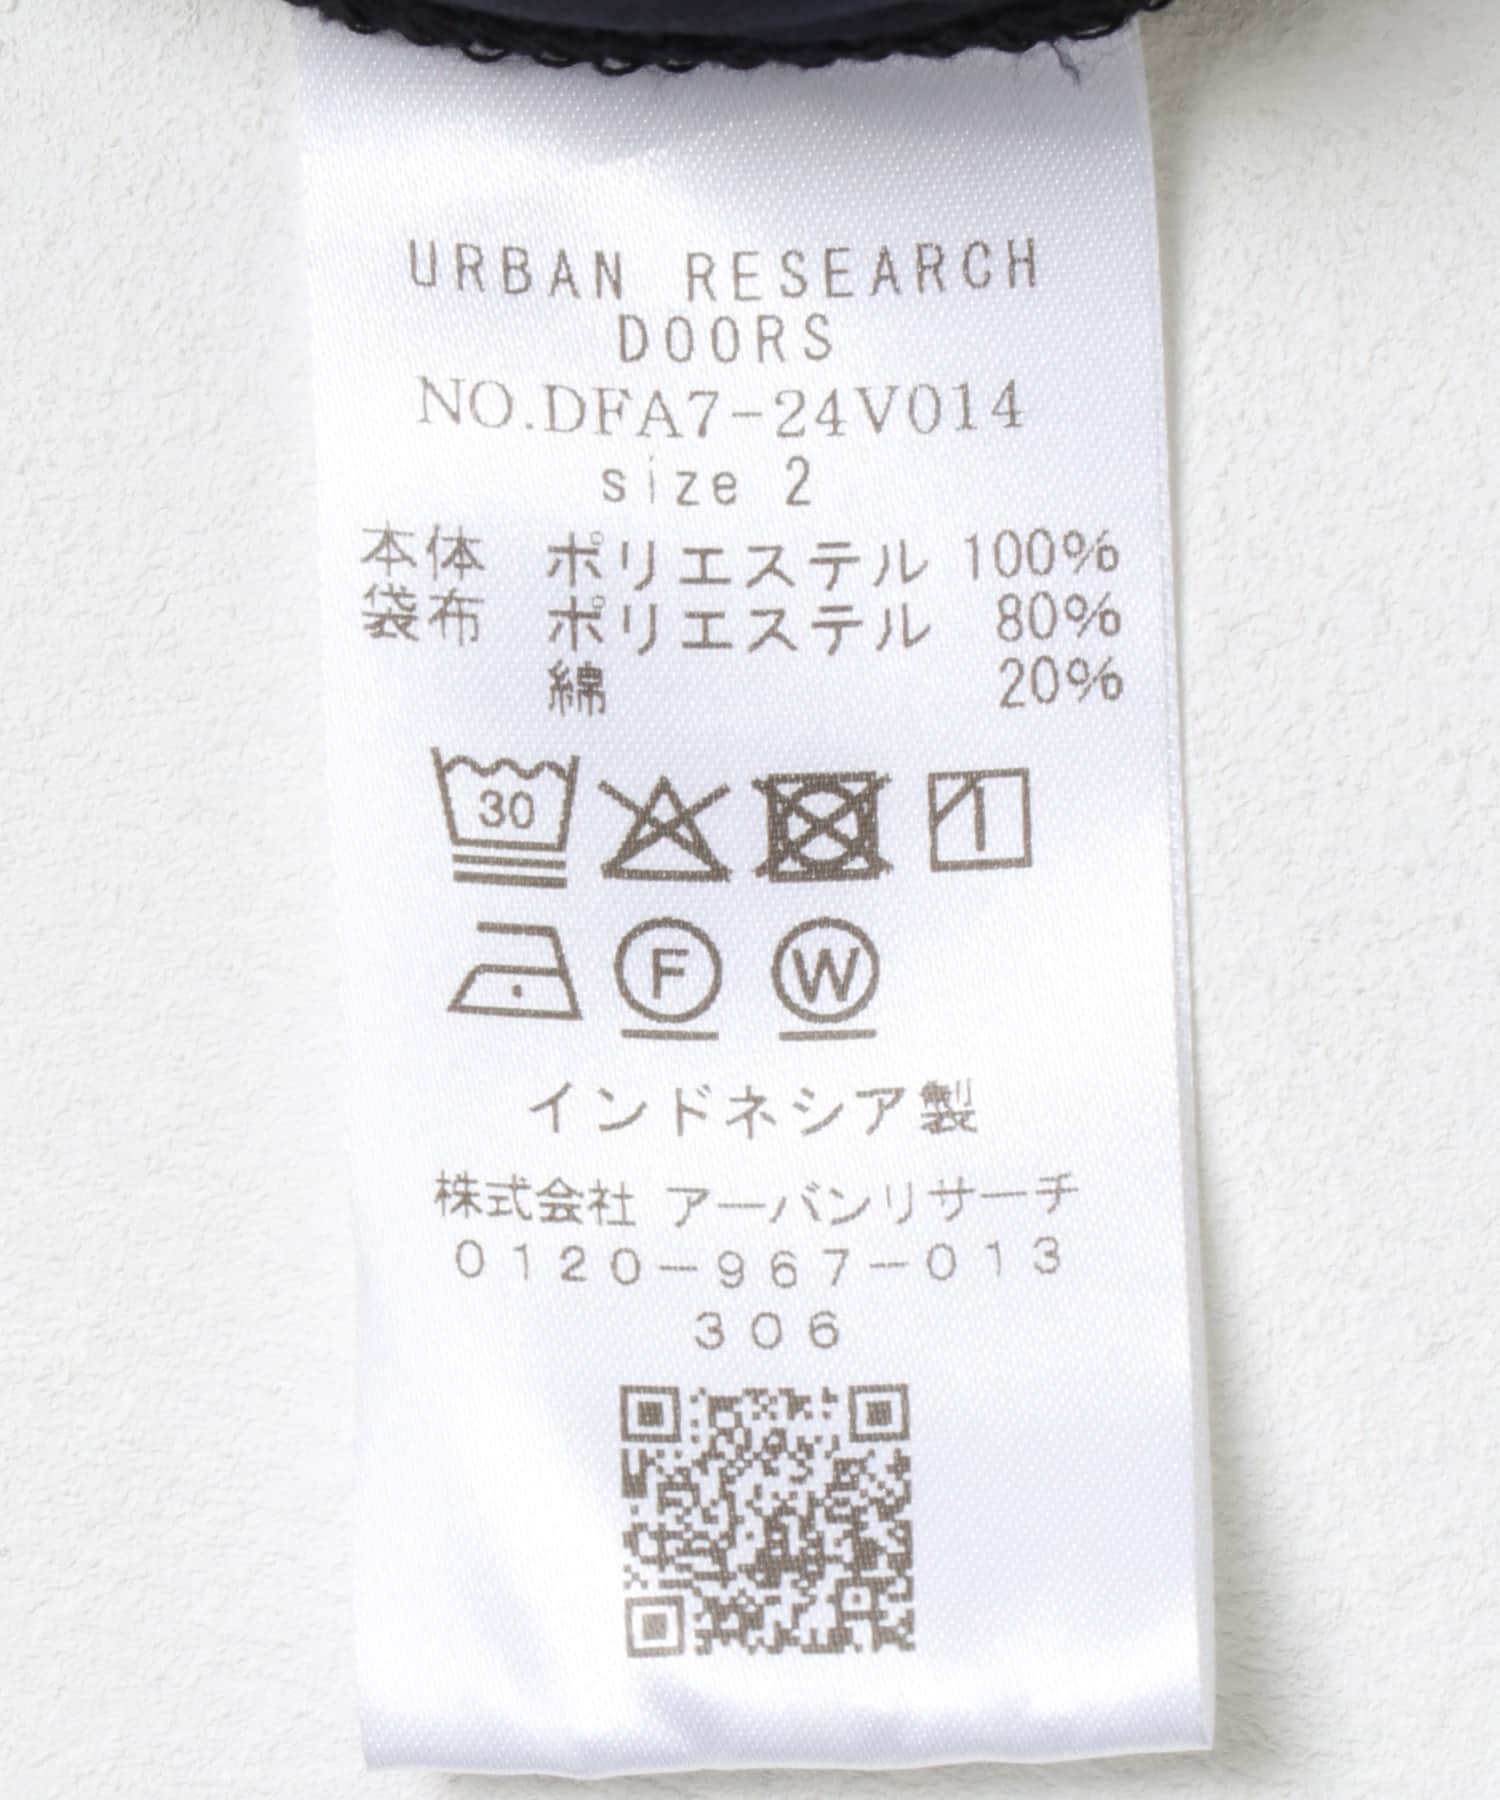 URBAN RESEARCH
DOORS
NO.DFA7-24V014
size 2
本体 ポリエステル 100%
袋布 ポリエステル 80%
綿 20%
30
F W
インドネシア製
株式会社 アーバンリサーチ
0120-967-013
306